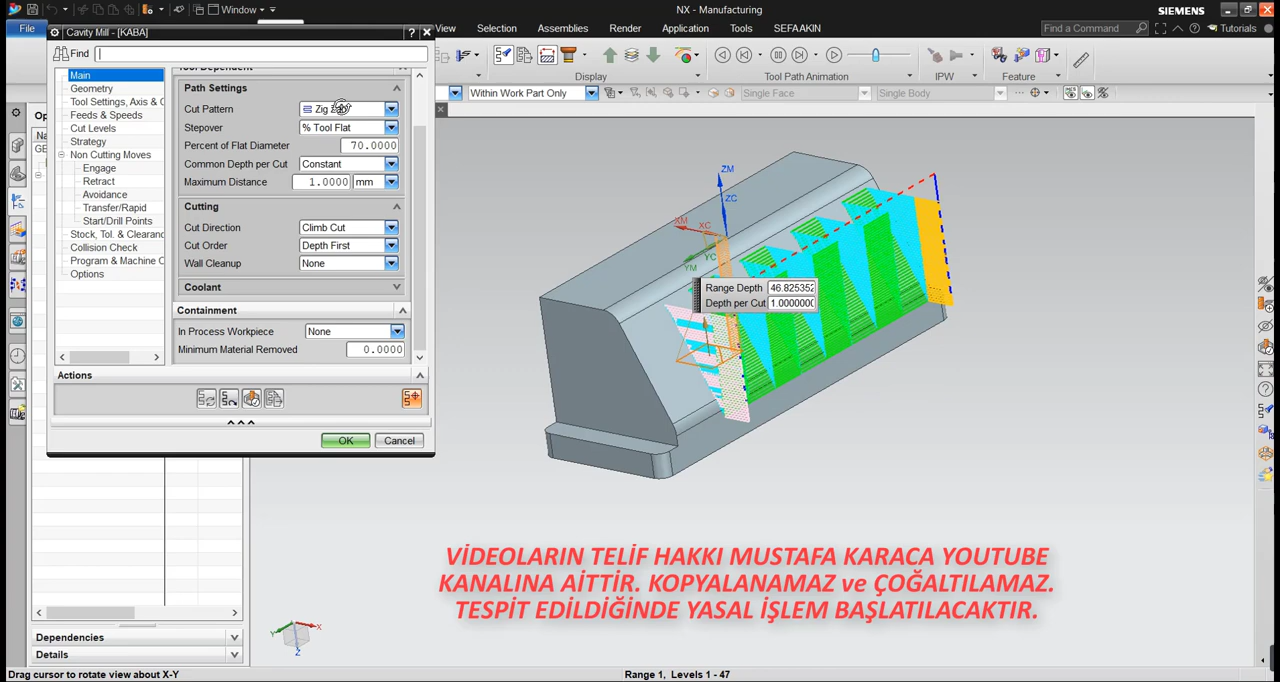 Window
NX - Manufacturing
SIEMENS
File
View
Selection
Assemblies
Render
Application
Tools
SEFAAKIN
Find a Command
Tutorials
Display
Tool Path Animation
IPW
Feature
Within Work Part Only
Single Face
Single Body
Cavity Mill - [KABA]
Find
Main
Geometry
Tool Settings, Axis & C
Feeds & Speeds
Cut Levels
Strategy
Non Cutting Moves
Engage
Retract
Avoidance
Transfer/Rapid
Start/Drill Points
Stock, Tol. & Clearanc
Collision Check
Program & Machine C
Options
Tool Dependent
Path Settings
Cut Pattern
Stepover % Tool Flat
Percent of Flat Diameter 70.0000
Common Depth per Cut Constant
Maximum Distance 1.0000 mm
Cutting
Cut Direction Climb Cut
Cut Order Depth First
Wall Cleanup None
Coolant
Containment
In Process Workpiece None
Minimum Material Removed 0.0000
Actions
OK Cancel
ZM
ZC
XM
XC
YC
YM
Range Depth 46.825352
Depth per Cut 1.0000000
VİDEOLARIN TELİF HAKKI MUSTAFA KARACA YOUTUBE
KANALINA AİTTİR. KOPYALANAMAZ ve ÇOĞALTILAMAZ.
TESPİT EDİLDİĞİNDE YASAL İŞLEM BAŞLATILACAKTIR.
Y
X
Z
Dependencies
Details
Drag cursor to rotate view about X-Y
Range 1, Levels 1 - 47